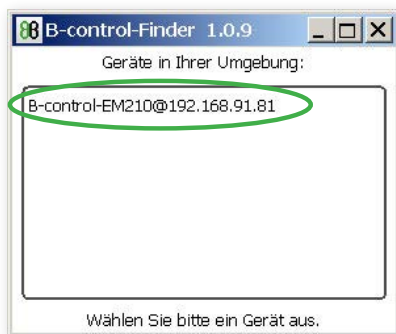 B-control-Finder 1.0.9
Geräte in Ihrer Umgebung:
B-control-EM210@192.168.91.81
Wählen Sie bitte ein Gerät aus.